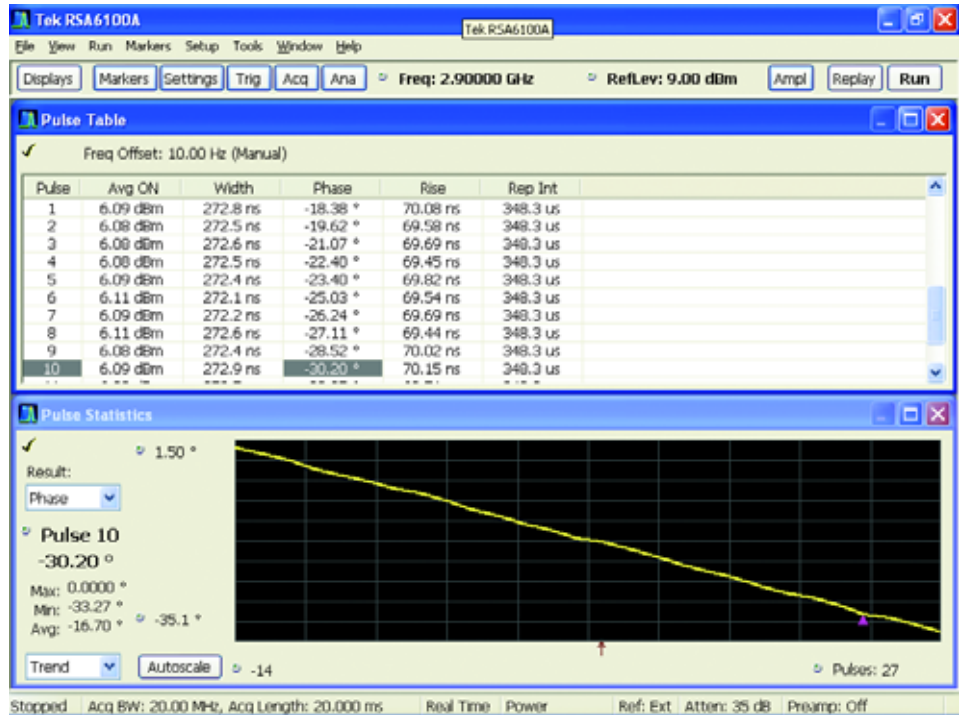 Tek RSA6100A
Tek RSA6100A
File View Run Markers Setup Tools Window Help
Displays Markers Settings Trig Acq Ana Freq: 2.90000 GHz RefLev: 9.00 dBm Ampl Replay Run
Pulse Table
Freq Offset: 10.00 Hz (Manual)
Pulse Avg ON Width Phase Rise Rep Int
1 6.09 dBm 272.8 ns -18.38 ° 70.08 ns 348.3 us
2 6.08 dBm 272.5 ns -19.62 ° 69.58 ns 348.3 us
3 6.08 dBm 272.6 ns -21.07 ° 69.69 ns 348.3 us
4 6.08 dBm 272.5 ns -22.40 ° 69.45 ns 348.3 us
5 6.09 dBm 272.4 ns -23.40 ° 69.82 ns 348.3 us
6 6.11 dBm 272.1 ns -25.03 ° 69.54 ns 348.3 us
7 6.09 dBm 272.2 ns -26.24 ° 69.69 ns 348.3 us
8 6.11 dBm 272.6 ns -27.11 ° 69.44 ns 348.3 us
9 6.08 dBm 272.4 ns -28.52 ° 70.02 ns 348.3 us
10 6.09 dBm 272.9 ns -30.20 ° 70.15 ns 348.3 us
Pulse Statistics
1.50 °
Result:
Phase
Pulse 10
-30.20 °
Max: 0.0000 °
Min: -33.27 °
Avg: -16.70 °
-35.1 °
Trend Autoscale -14 Pulses: 27
Stopped Acq BW: 20.00 MHz, Acq Length: 20.000 ms Real Time Power Ref: Ext Atten: 35 dB Preamp: Off